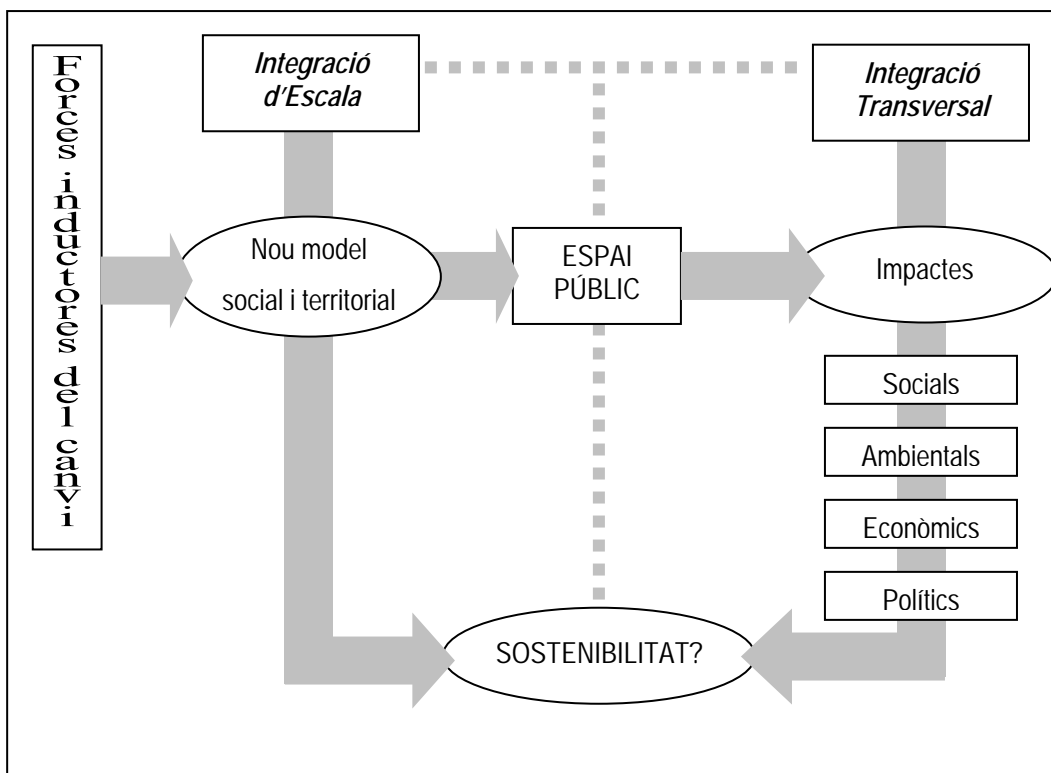 Forces inductores del canvi
Integració
d'Escala
Integració
Transversal
Nou model
social i territorial
ESPAI
PÚBLIC
Impactes
Socials
Ambientals
Econòmics
Polítics
SOSTENIBILITAT?